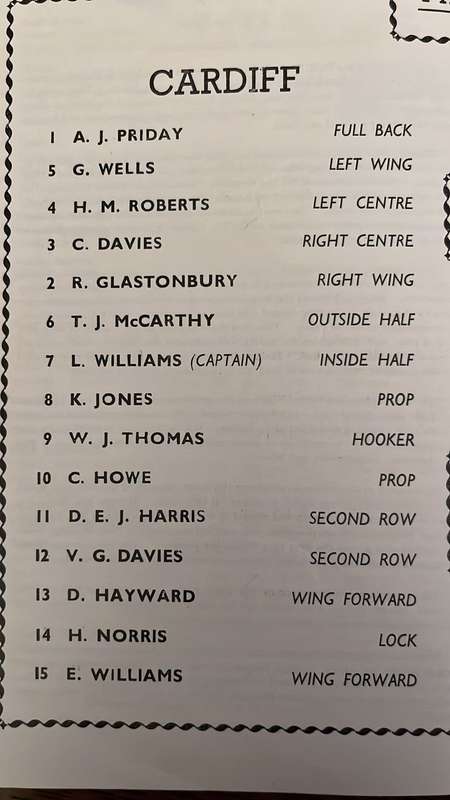 CARDIFF
1 A. J. PRIDAY FULL BACK
5 G. WELLS LEFT WING
4 H. M. ROBERTS LEFT CENTRE
3 C. DAVIES RIGHT CENTRE
2 R. GLASTONBURY RIGHT WING
6 T. J. McCARTHY OUTSIDE HALF
7 L. WILLIAMS (CAPTAIN) INSIDE HALF
8 K. JONES PROP
9 W. J. THOMAS HOOKER
10 C. HOWE PROP
11 D. E. J. HARRIS SECOND ROW
12 V. G. DAVIES SECOND ROW
13 D. HAYWARD WING FORWARD
14 H. NORRIS LOCK
15 E. WILLIAMS WING FORWARD